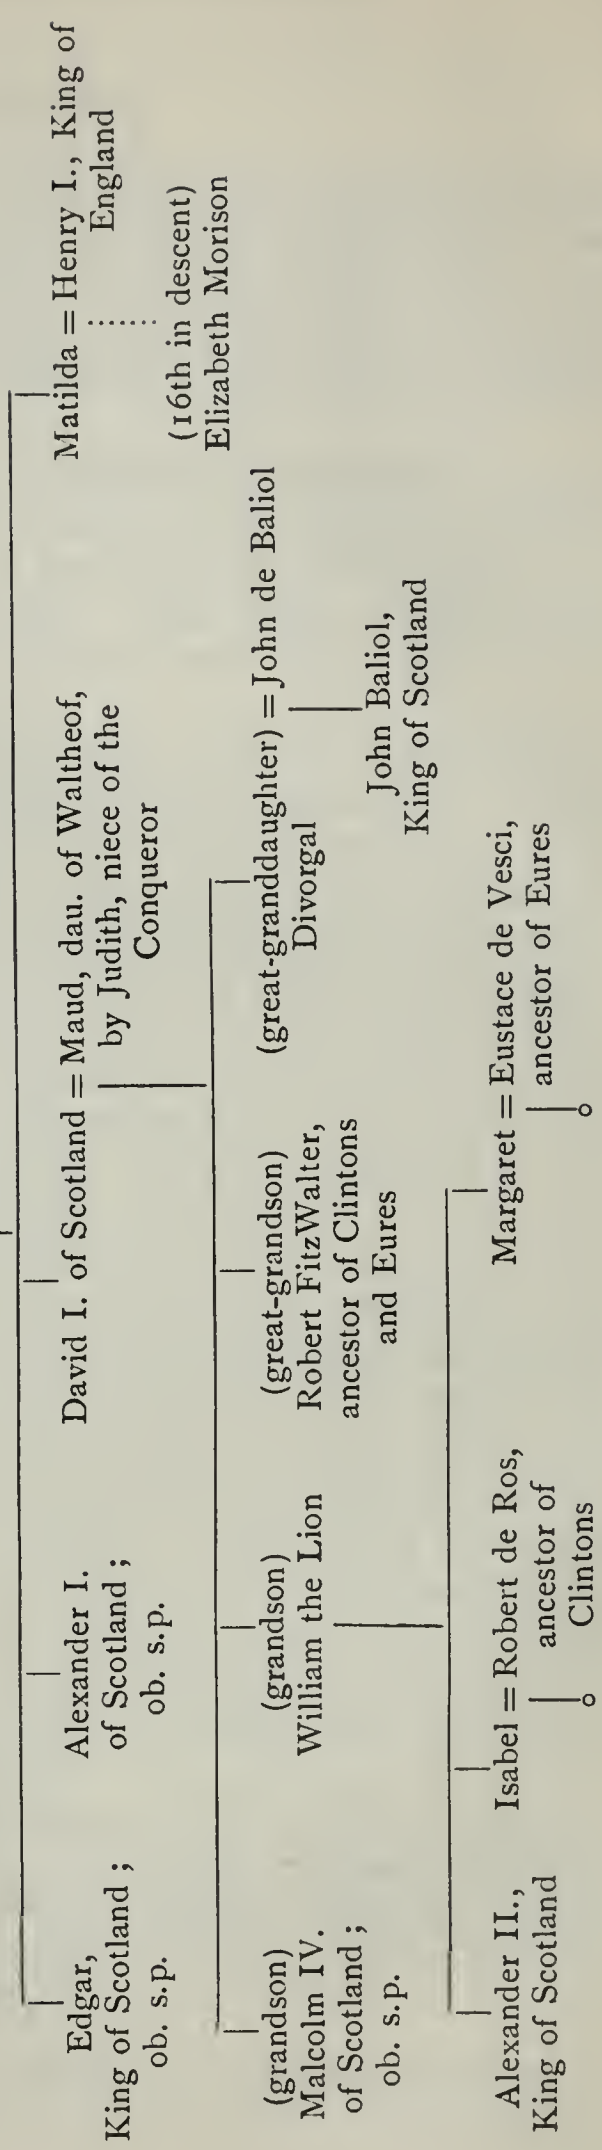 Edgar,
King of Scotland ;
ob. s.p.
Alexander I.
of Scotland ;
ob. s.p.
David I. of Scotland = Maud, dau. of Waltheof,
by Judith, niece of the
Conqueror
Matilda = Henry I., King of
England
(16th in descent)
Elizabeth Morison
(grandson)
Malcolm IV.
of Scotland ;
ob. s.p.
(grandson)
William the Lion
(great-grandson)
Robert FitzWalter,
ancestor of Clintons
and Eures
(great-granddaughter) = John de Baliol
Divorgal
John Baliol,
King of Scotland
Alexander II.,
King of Scotland
Isabel = Robert de Ros,
ancestor of
Clintons
Margaret = Eustace de Vesci,
ancestor of Eures